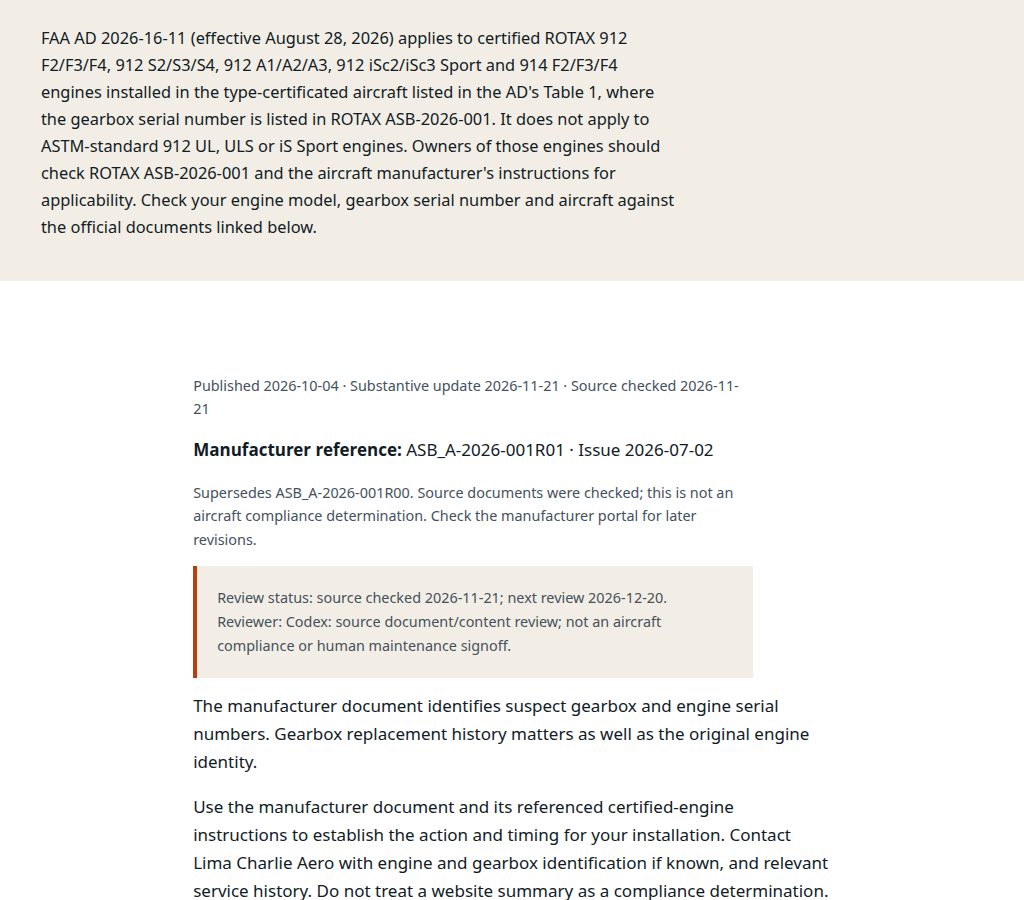 FAA AD 2026-16-11 (effective August 28, 2026) applies to certified ROTAX 912
F2/F3/F4, 912 S2/S3/S4, 912 A1/A2/A3, 912 iSc2/iSc3 Sport and 914 F2/F3/F4
engines installed in the type-certificated aircraft listed in the AD's Table 1, where
the gearbox serial number is listed in ROTAX ASB-2026-001. It does not apply to
ASTM-standard 912 UL, ULS or iS Sport engines. Owners of those engines should
check ROTAX ASB-2026-001 and the aircraft manufacturer's instructions for
applicability. Check your engine model, gearbox serial number and aircraft against
the official documents linked below.
Published 2026-10-04 · Substantive update 2026-11-21 · Source checked 2026-11-
21
Manufacturer reference: ASB_A-2026-001R01 · Issue 2026-07-02
Supersedes ASB_A-2026-001R00. Source documents were checked; this is not an
aircraft compliance determination. Check the manufacturer portal for later
revisions.
Review status: source checked 2026-11-21; next review 2026-12-20.
Reviewer: Codex: source document/content review; not an aircraft
compliance or human maintenance signoff.
The manufacturer document identifies suspect gearbox and engine serial
numbers. Gearbox replacement history matters as well as the original engine
identity.
Use the manufacturer document and its referenced certified-engine
instructions to establish the action and timing for your installation. Contact
Lima Charlie Aero with engine and gearbox identification if known, and relevant
service history. Do not treat a website summary as a compliance determination.